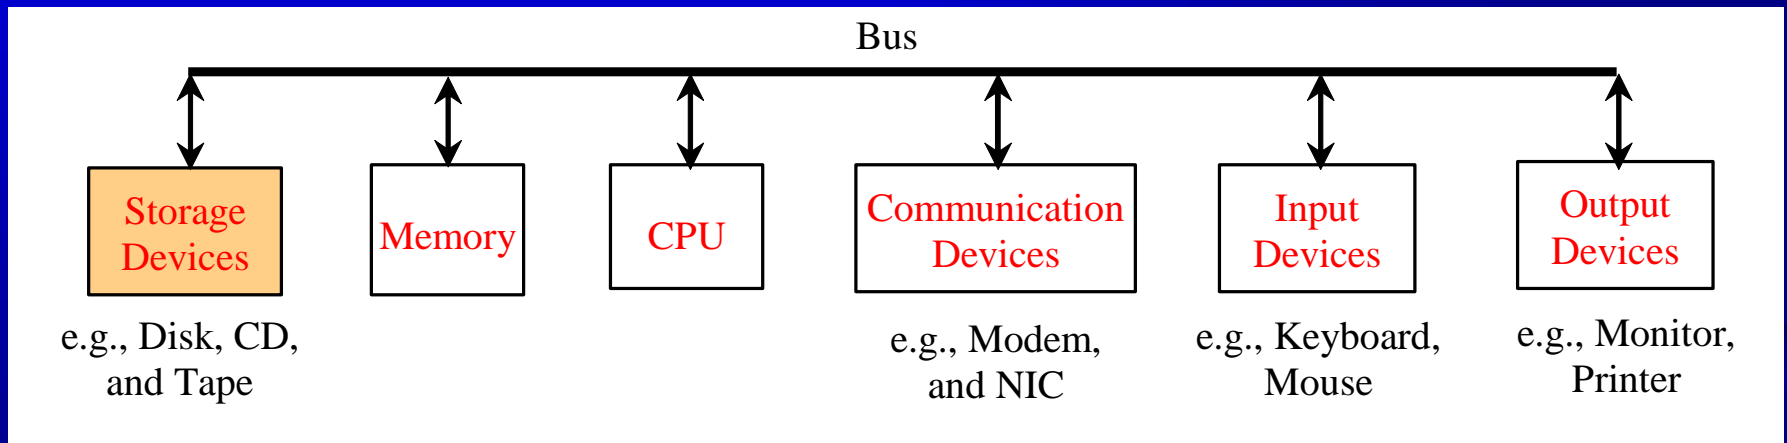 Bus
Storage
Devices
Memory
CPU
Communication
Devices
Input
Devices
Output
Devices
e.g., Disk, CD,
and Tape
e.g., Modem,
and NIC
e.g., Keyboard,
Mouse
e.g., Monitor,
Printer